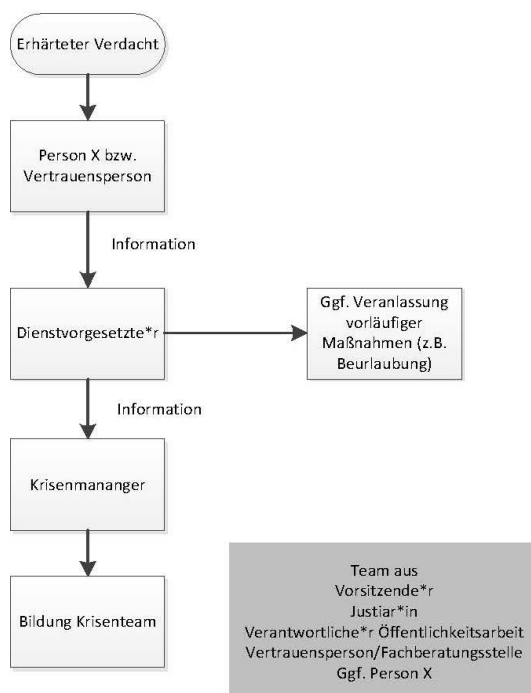 Erhärteter Verdacht
Person X bzw.
Vertrauensperson
Information
Dienstvorgesetzte*r
Ggf. Veranlassung
vorläufiger
Maßnahmen (z.B.
Beurlaubung)
Information
Krisenmananger
Bildung Krisenteam
Team aus
Vorsitzende*r
Justiar*in
Verantwortliche*r Öffentlichkeitsarbeit
Vertrauensperson/Fachberatungsstelle
Ggf. Person X